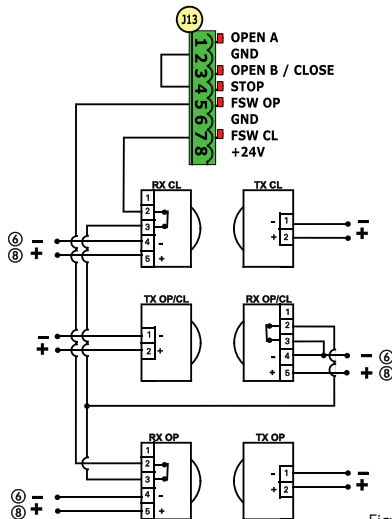 J13
1 OPEN A
2 GND
3 OPEN B / CLOSE
4 STOP
5 FSW OP
6 GND
7 FSW CL
8 +24V
RX CL
1
2
3
4 -
5 +
⑥ -
⑧ +
TX CL
- 1 -
+ 2 +
TX OP/CL
- 1 -
+ 2 +
RX OP/CL
1
2
3
- 4 - ⑥
+ 5 + ⑧
RX OP
1
2
3
4 -
5 +
⑥ -
⑧ +
TX OP
- 1 -
+ 2 +